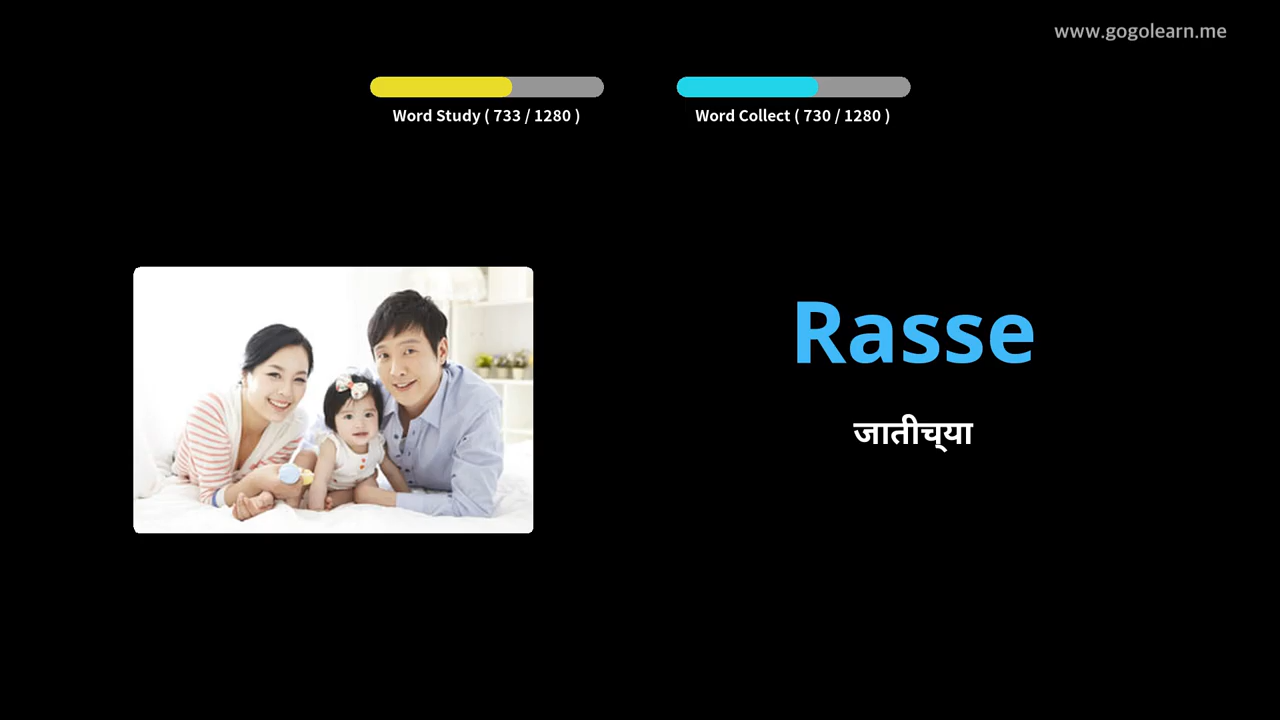 www.gogolearn.me
Word Study ( 733 / 1280 )
Word Collect ( 730 / 1280 )
Rasse
जातीच्या